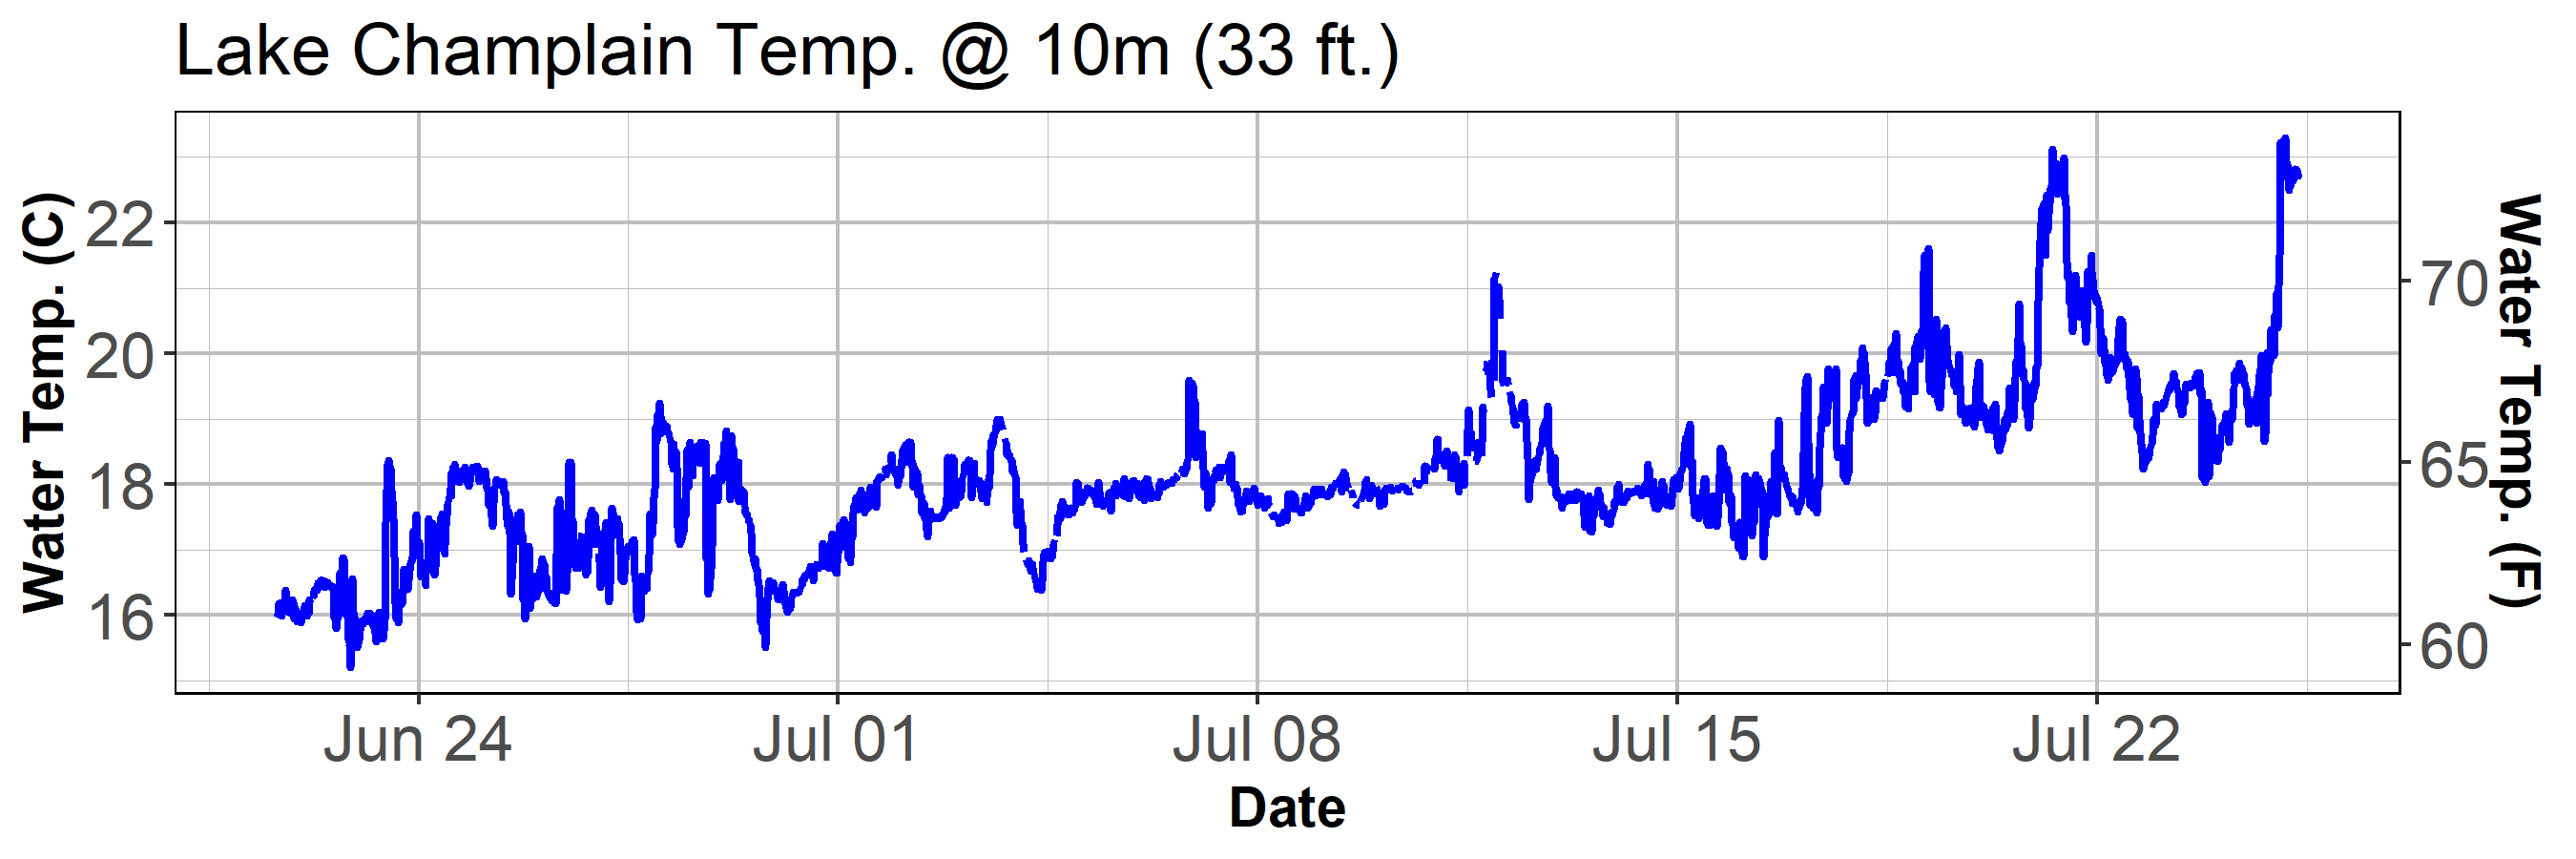 Lake Champlain Temp. @ 10m (33 ft.)
Water Temp. (C)
22
20
18
16
70
65
60
Water Temp. (F)
Jun 24
Jul 01
Jul 08
Jul 15
Jul 22
Date